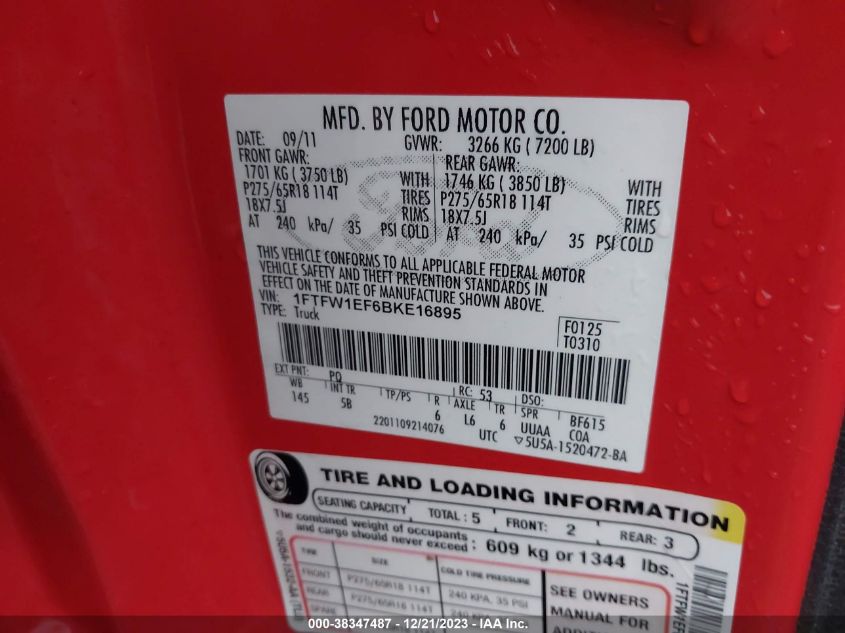 MFD. BY FORD MOTOR CO.
DATE: 09/11 GVWR: 3266 KG ( 7200 LB)
FRONT GAWR: REAR GAWR:
1701 KG ( 3750 LB) WITH 1746 KG ( 3850 LB) WITH
P275/65R18 114T TIRES P275/65R18 114T TIRES
18X7.5J RIMS 18X7.5J RIMS
AT 240 kPa/ 35 PSI COLD AT 240 kPa/ 35 PSI COLD
THIS VEHICLE CONFORMS TO ALL APPLICABLE FEDERAL MOTOR
VEHICLE SAFETY AND THEFT PREVENTION STANDARDS IN
EFFECT ON THE DATE OF MANUFACTURE SHOWN ABOVE.
VIN: 1FTFW1EF6BKE16895 F0125
TYPE: Truck T0310
EXT PNT: PQ RC: 53 DSO:
WB INT TR TP/PS R AXLE TR SPR BF615
145 5B 6 L6 6 UUAA COA
2201109214076 UTC 5U5A-1520472-BA
TIRE AND LOADING INFORMATION
SEATING CAPACITY TOTAL : 5 FRONT: 2 REAR: 3
The combined weight of occupants
and cargo should never exceed : 609 kg or 1344 lbs.
TIRE SIZE COLD TIRE PRESSURE SEE OWNERS
FRONT P275/65R18 114T 240 KPA, 35 PSI MANUAL FOR
REAR P275/65R18 114T
SPARE
00-38347487 - 12/21/2023 - IAA Inc.